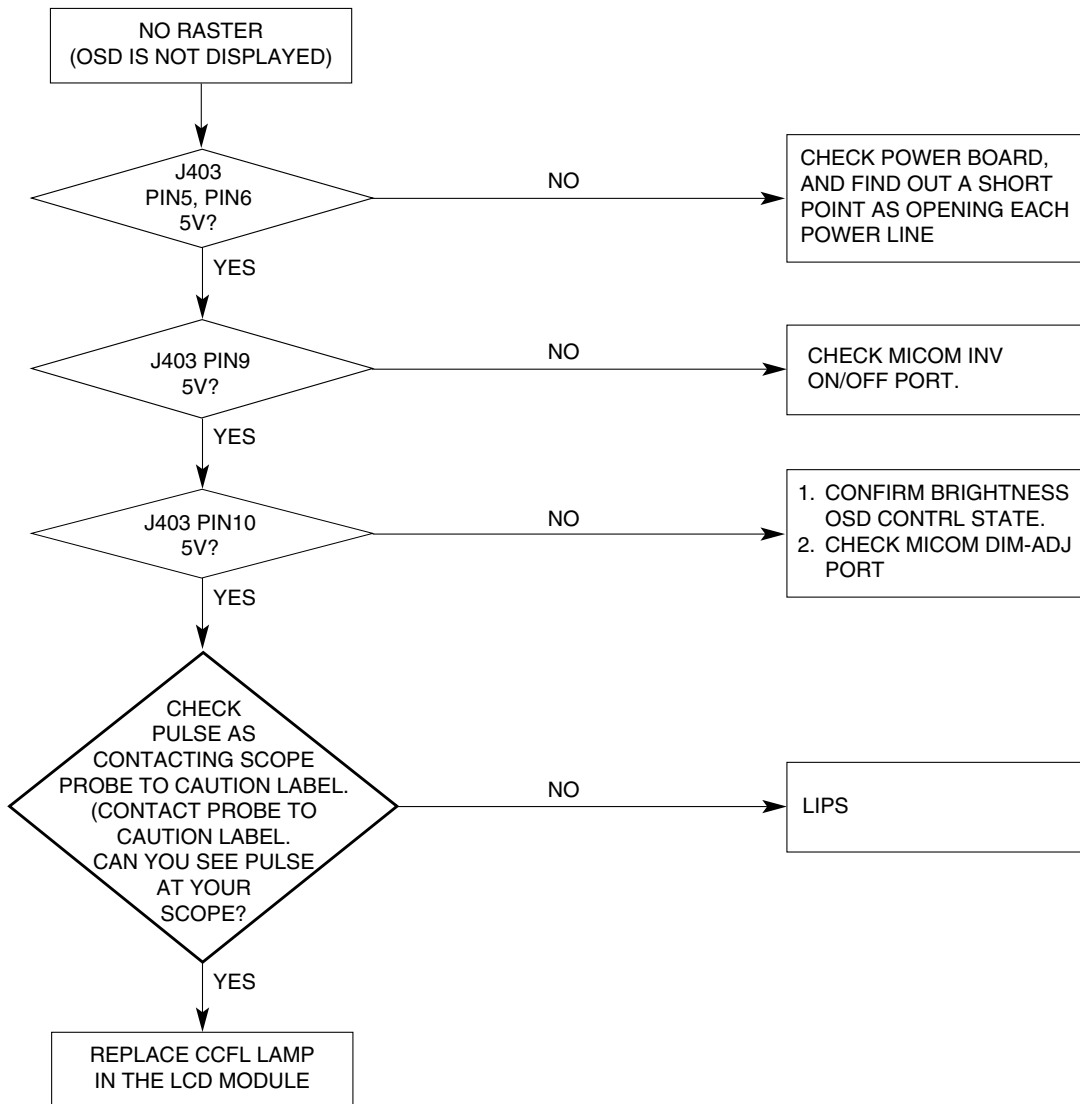 NO RASTER
(OSD IS NOT DISPLAYED)
J403
PIN5, PIN6
5V?
NO
CHECK POWER BOARD,
AND FIND OUT A SHORT
POINT AS OPENING EACH
POWER LINE
YES
J403 PIN9
5V?
NO
CHECK MICOM INV
ON/OFF PORT.
YES
J403 PIN10
5V?
NO
1. CONFIRM BRIGHTNESS
OSD CONTRL STATE.
2. CHECK MICOM DIM-ADJ
PORT
YES
CHECK
PULSE AS
CONTACTING SCOPE
PROBE TO CAUTION LABEL.
(CONTACT PROBE TO
CAUTION LABEL.
CAN YOU SEE PULSE
AT YOUR
SCOPE?
NO
LIPS
YES
REPLACE CCFL LAMP
IN THE LCD MODULE